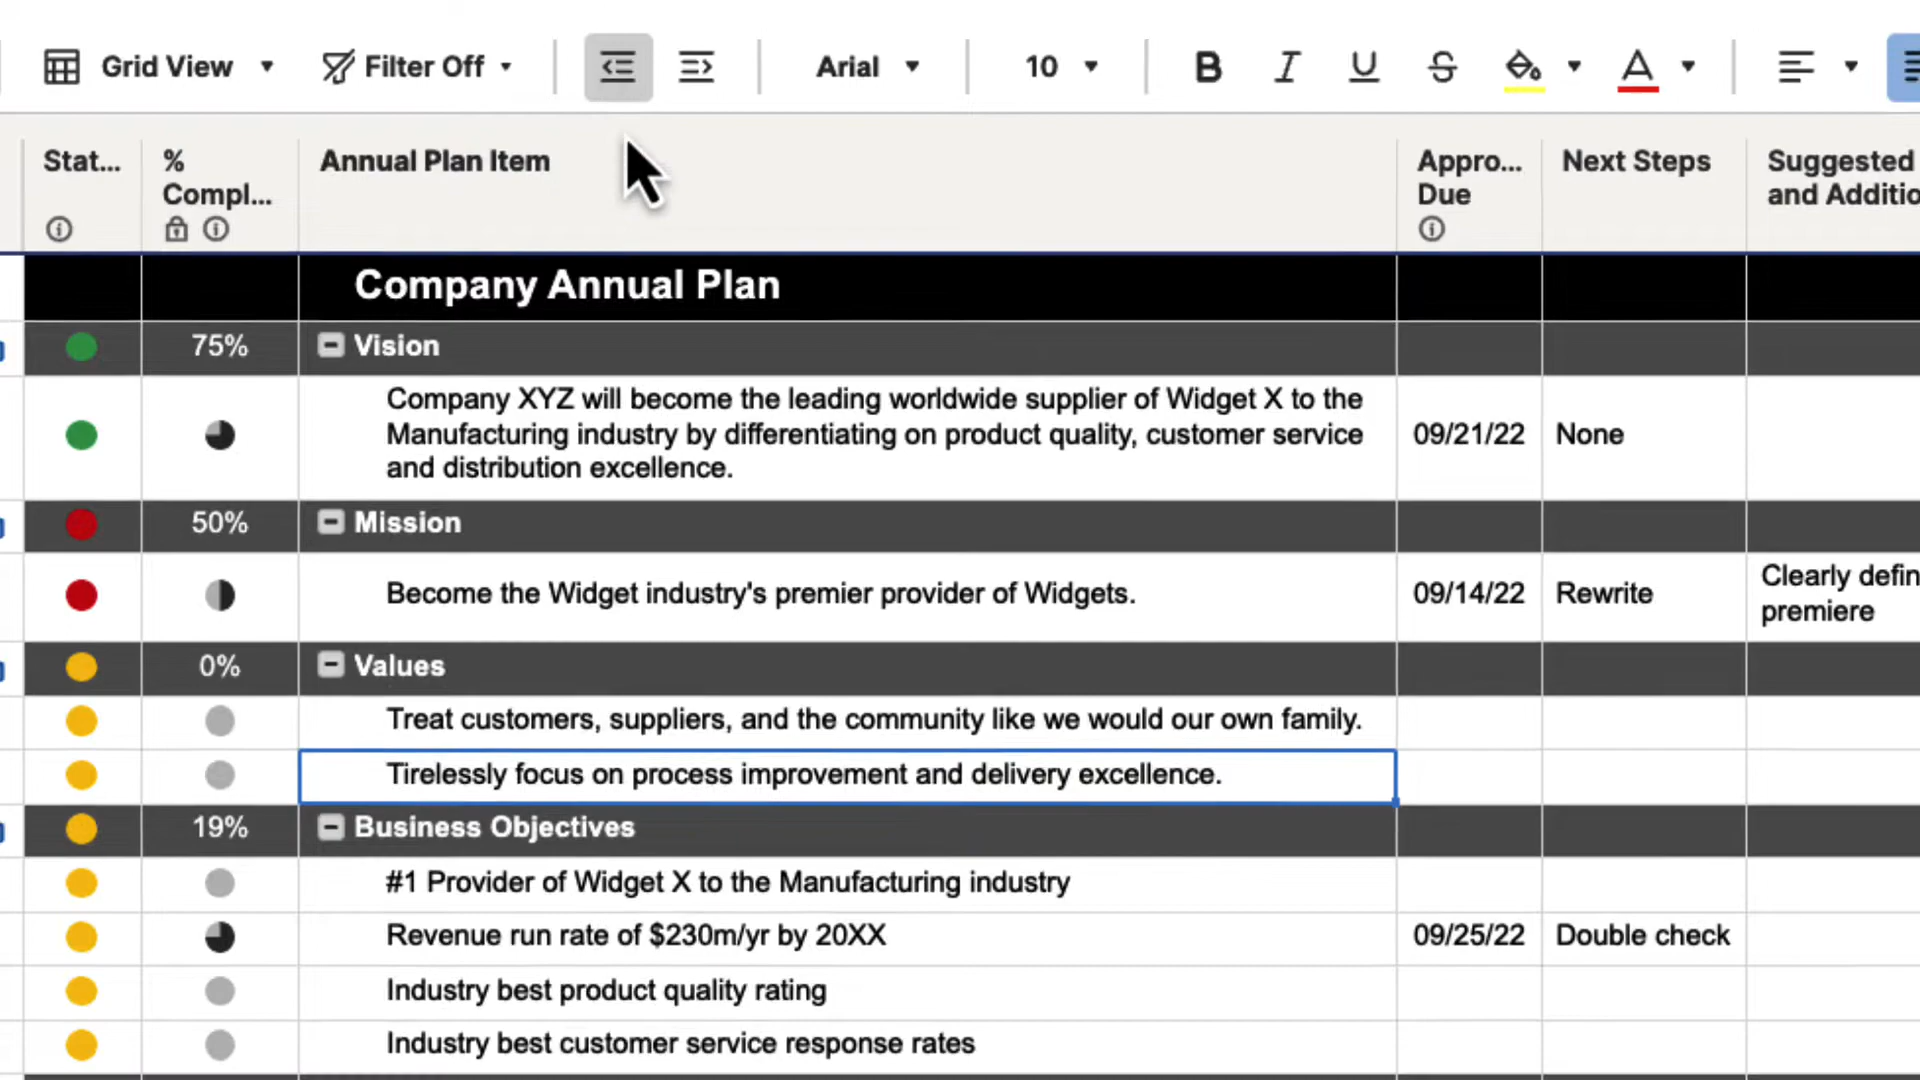 Grid View Filter Off Arial 10 B I U S A
Stat... % Annual Plan Item Appro... Next Steps Suggested
Compl... Due and Additio
Company Annual Plan
75% Vision
Company XYZ will become the leading worldwide supplier of Widget X to the
Manufacturing industry by differentiating on product quality, customer service 09/21/22 None
and distribution excellence.
50% Mission
Clearly defin
Become the Widget industry's premier provider of Widgets. 09/14/22 Rewrite
premiere
0% Values
Treat customers, suppliers, and the community like we would our own family.
Tirelessly focus on process improvement and delivery excellence.
19% Business Objectives
#1 Provider of Widget X to the Manufacturing industry
Revenue run rate of $230m/yr by 20XX 09/25/22 Double check
Industry best product quality rating
Industry best customer service response rates